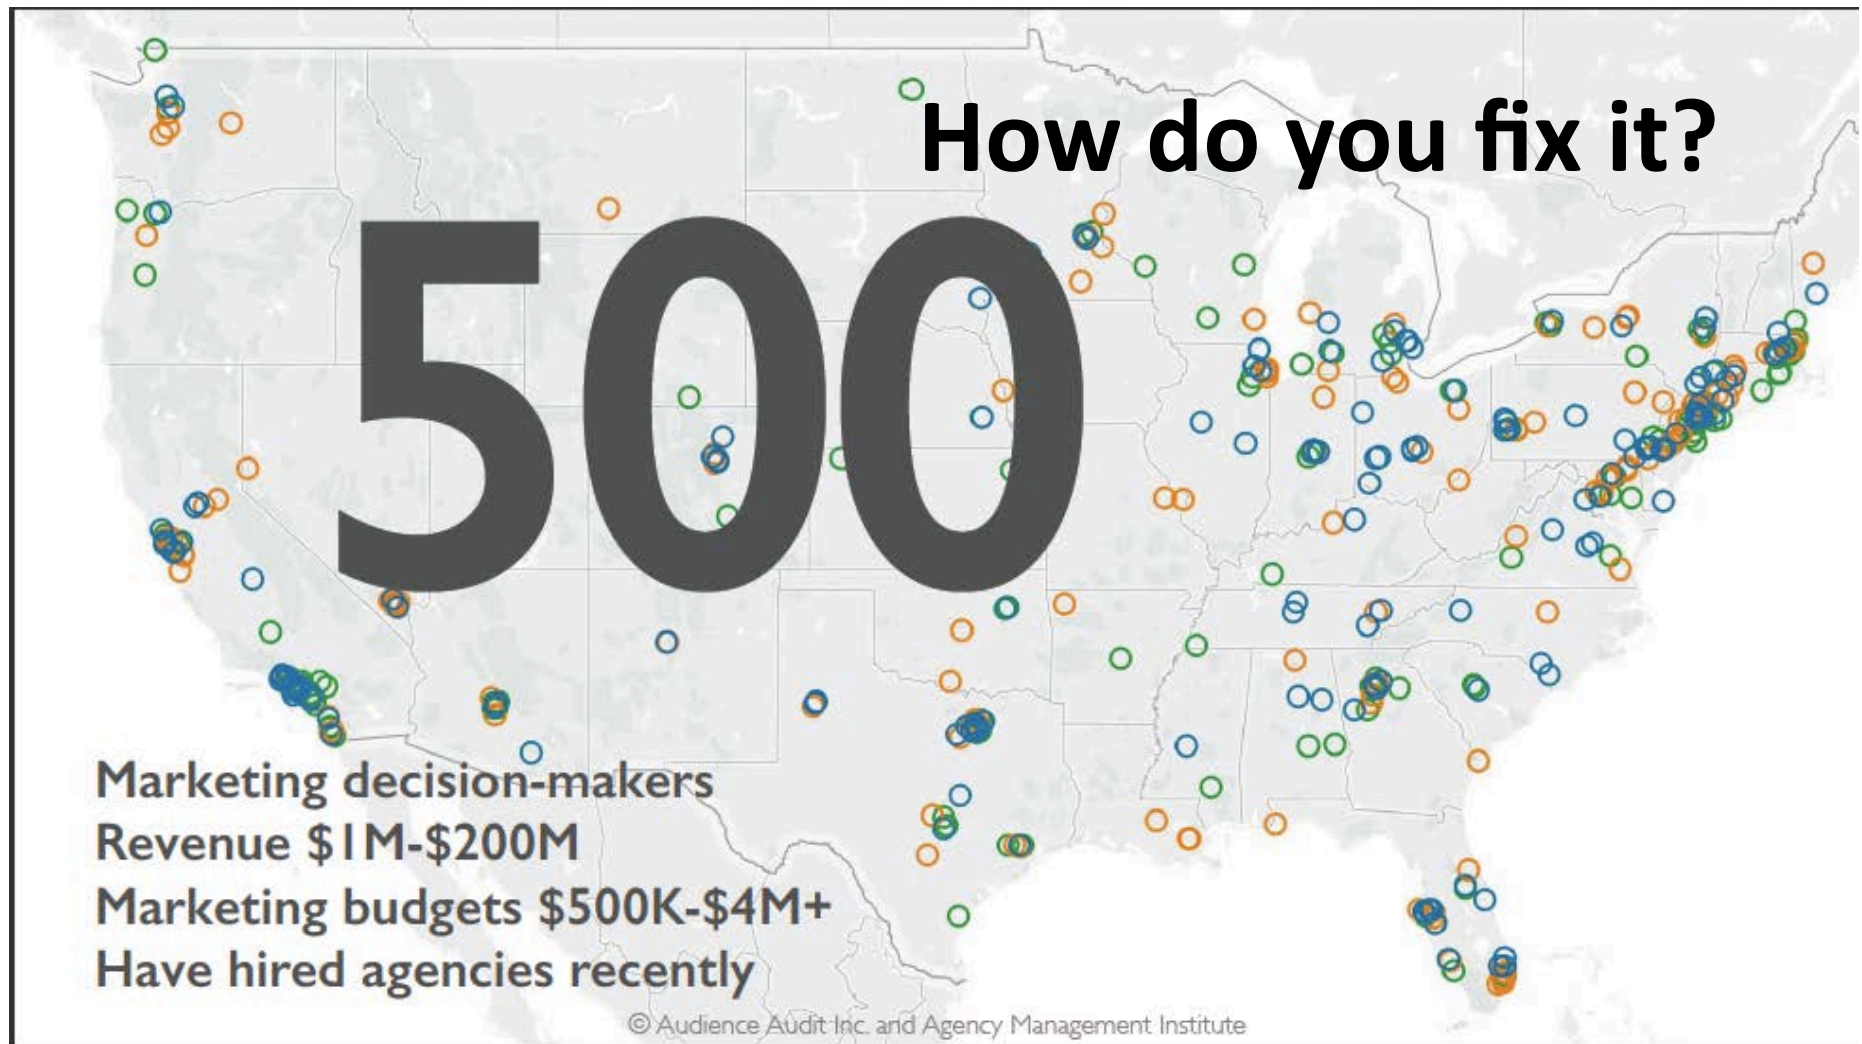 How do you fix it?
500
Marketing decision-makers
Revenue $1M-$200M
Marketing budgets $500K-$4M+
Have hired agencies recently
© Audience Audit Inc. and Agency Management Institute